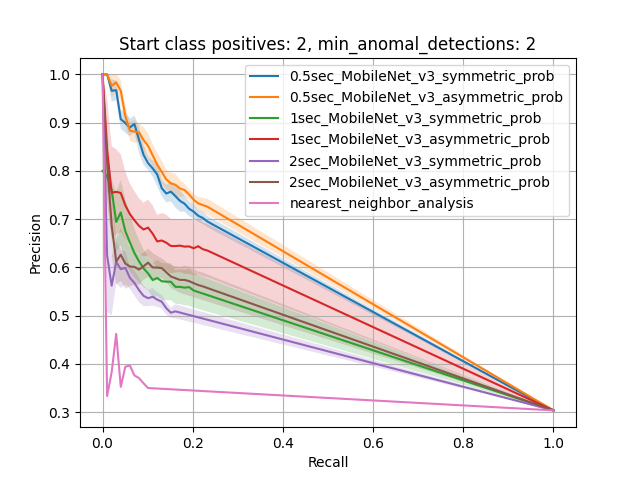 Start class positives: 2, min_anomal_detections: 2
1.0
0.9
0.8
0.7
0.6
0.5
0.4
0.3
Precision
0.5sec_MobileNet_v3_symmetric_prob
0.5sec_MobileNet_v3_asymmetric_prob
1sec_MobileNet_v3_symmetric_prob
1sec_MobileNet_v3_asymmetric_prob
2sec_MobileNet_v3_symmetric_prob
2sec_MobileNet_v3_asymmetric_prob
nearest_neighbor_analysis
0.0 0.2 0.4 0.6 0.8 1.0
Recall